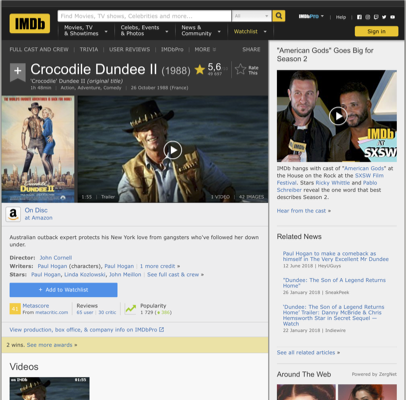 IMDb
Find Movies, TV shows, Celebrities and more...
All
IMDbPro
Help
Movies, TV
& Showtimes
Celebs, Events
& Photos
News &
Community
Watchlist
Sign in
FULL CAST AND CREW
TRIVIA
USER REVIEWS
IMDbPro
MORE
SHARE
Crocodile Dundee II (1988)
5,6
Rate
This
'Crocodile' Dundee II (original title)
1h 48min
Action, Adventure, Comedy
26 October 1988 (France)
1:55
Trailer
1 VIDEO
43 IMAGES
On Disc
at Amazon
Australian outback expert protects his New York love from gangsters who've followed her down
under.
Director: John Cornell
Writers: Paul Hogan (characters), Paul Hogan | 1 more credit »
Stars: Paul Hogan, Linda Kozlowski, John Meillon | See full cast & crew »
+ Add to Watchlist
Metascore
From metacritic.com
Reviews
65 user | 30 critic
Popularity
1 729
View production, box office, & company info on IMDbPro
2 wins. See more awards »
Videos
"American Gods" Goes Big for
Season 2
IMDb
SXSW
IMDb hangs with cast of "American Gods" at
the House on the Rock at the SXSW Film
Festival. Stars Ricky Whittle and Pablo
Schreiber reveal the one word that best
describes Season 2.
Hear from the cast »
Related News
Paul Hogan to make a comeback as
himself in The Very Excellent Mr Dundee
12 June 2018 | HeyUGuys
"Dundee: The Son of a Legend Returns
Home"
26 January 2018 | SneakPeek
'Dundee: The Son of a Legend Returns
Home' Trailer: Danny McBride & Chris
Hemsworth Star in Secret Sequel —
Watch
22 January 2018 | Indiewire
See all related articles »
Around The Web
Powered by ZergNet